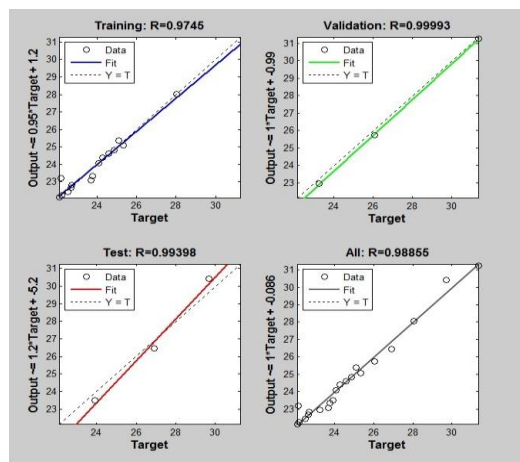 Training: R=0.9745
Output ~= 0.95*Target + 1.2
31
30
29
28
27
26
25
24
23
Data
Fit
Y = T
24 26 28 30
Target
Validation: R=0.99993
Output ~= 1*Target + -0.99
31
30
29
28
27
26
25
24
23
Data
Fit
Y = T
24 26 28 30
Target
Test: R=0.99398
Output ~= 1.2*Target + -5.2
31
30
29
28
27
26
25
24
23
Data
Fit
Y = T
24 26 28 30
Target
All: R=0.98855
Output ~= 1*Target + -0.086
31
30
29
28
27
26
25
24
23
Data
Fit
Y = T
24 26 28 30
Target